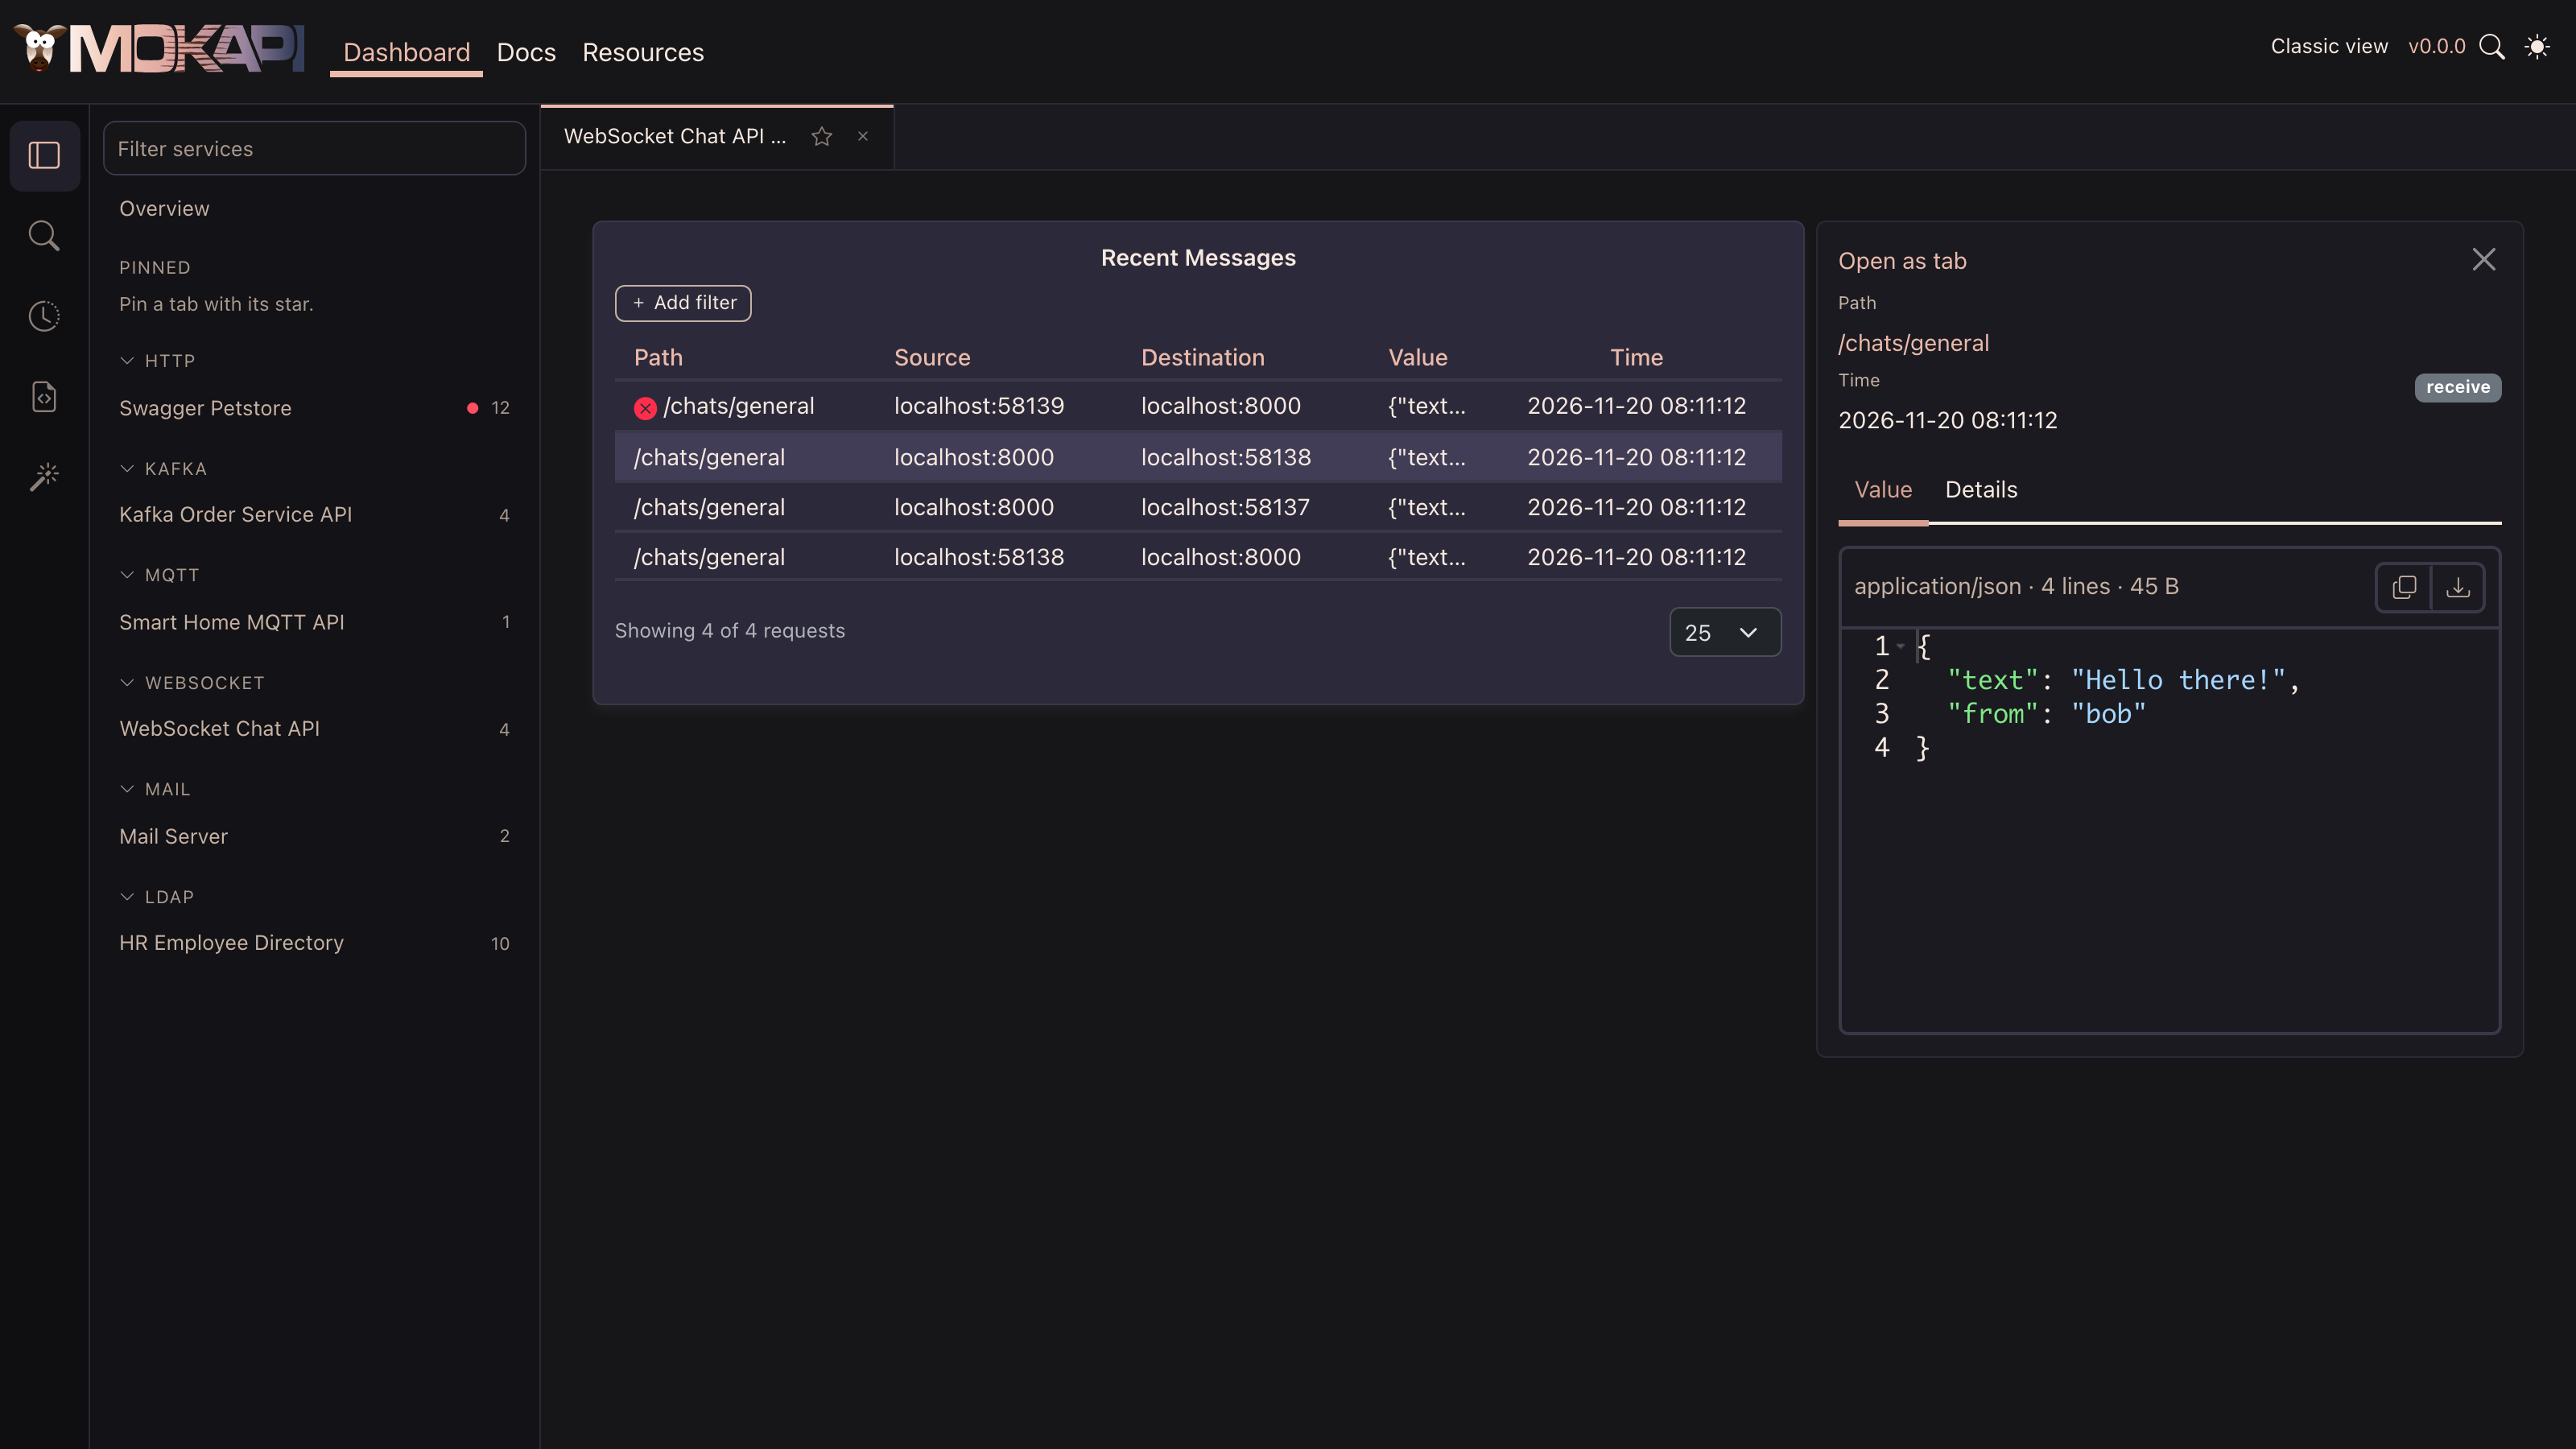 MOKAPI
Dashboard
Docs
Resources
Classic view
v0.0.0
Filter services
Overview
PINNED
Pin a tab with its star.
HTTP
Swagger Petstore 12
KAFKA
Kafka Order Service API 4
MQTT
Smart Home MQTT API 1
WEBSOCKET
WebSocket Chat API 4
MAIL
Mail Server 2
LDAP
HR Employee Directory 10
WebSocket Chat API ...
Recent Messages
+ Add filter
Path Source Destination Value Time
/chats/general localhost:58139 localhost:8000 {"text... 2026-11-20 08:11:12
/chats/general localhost:8000 localhost:58138 {"text... 2026-11-20 08:11:12
/chats/general localhost:8000 localhost:58137 {"text... 2026-11-20 08:11:12
/chats/general localhost:58138 localhost:8000 {"text... 2026-11-20 08:11:12
Showing 4 of 4 requests
25
Open as tab
Path
/chats/general
Time
receive
2026-11-20 08:11:12
Value
Details
application/json · 4 lines · 45 B
1 {
2 "text": "Hello there!",
3 "from": "bob"
4 }